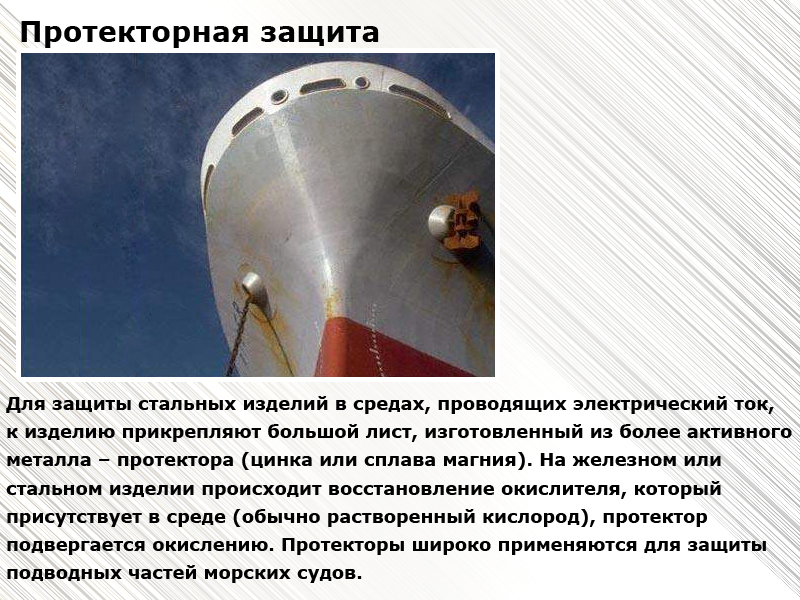 Протекторная защита
Для защиты стальных изделий в средах, проводящих электрический ток,
к изделию прикрепляют большой лист, изготовленный из более активного
металла – протектора (цинка или сплава магния). На железном или
стальном изделии происходит восстановление окислителя, который
присутствует в среде (обычно растворенный кислород), протектор
подвергается окислению. Протекторы широко применяются для защиты
подводных частей морских судов.